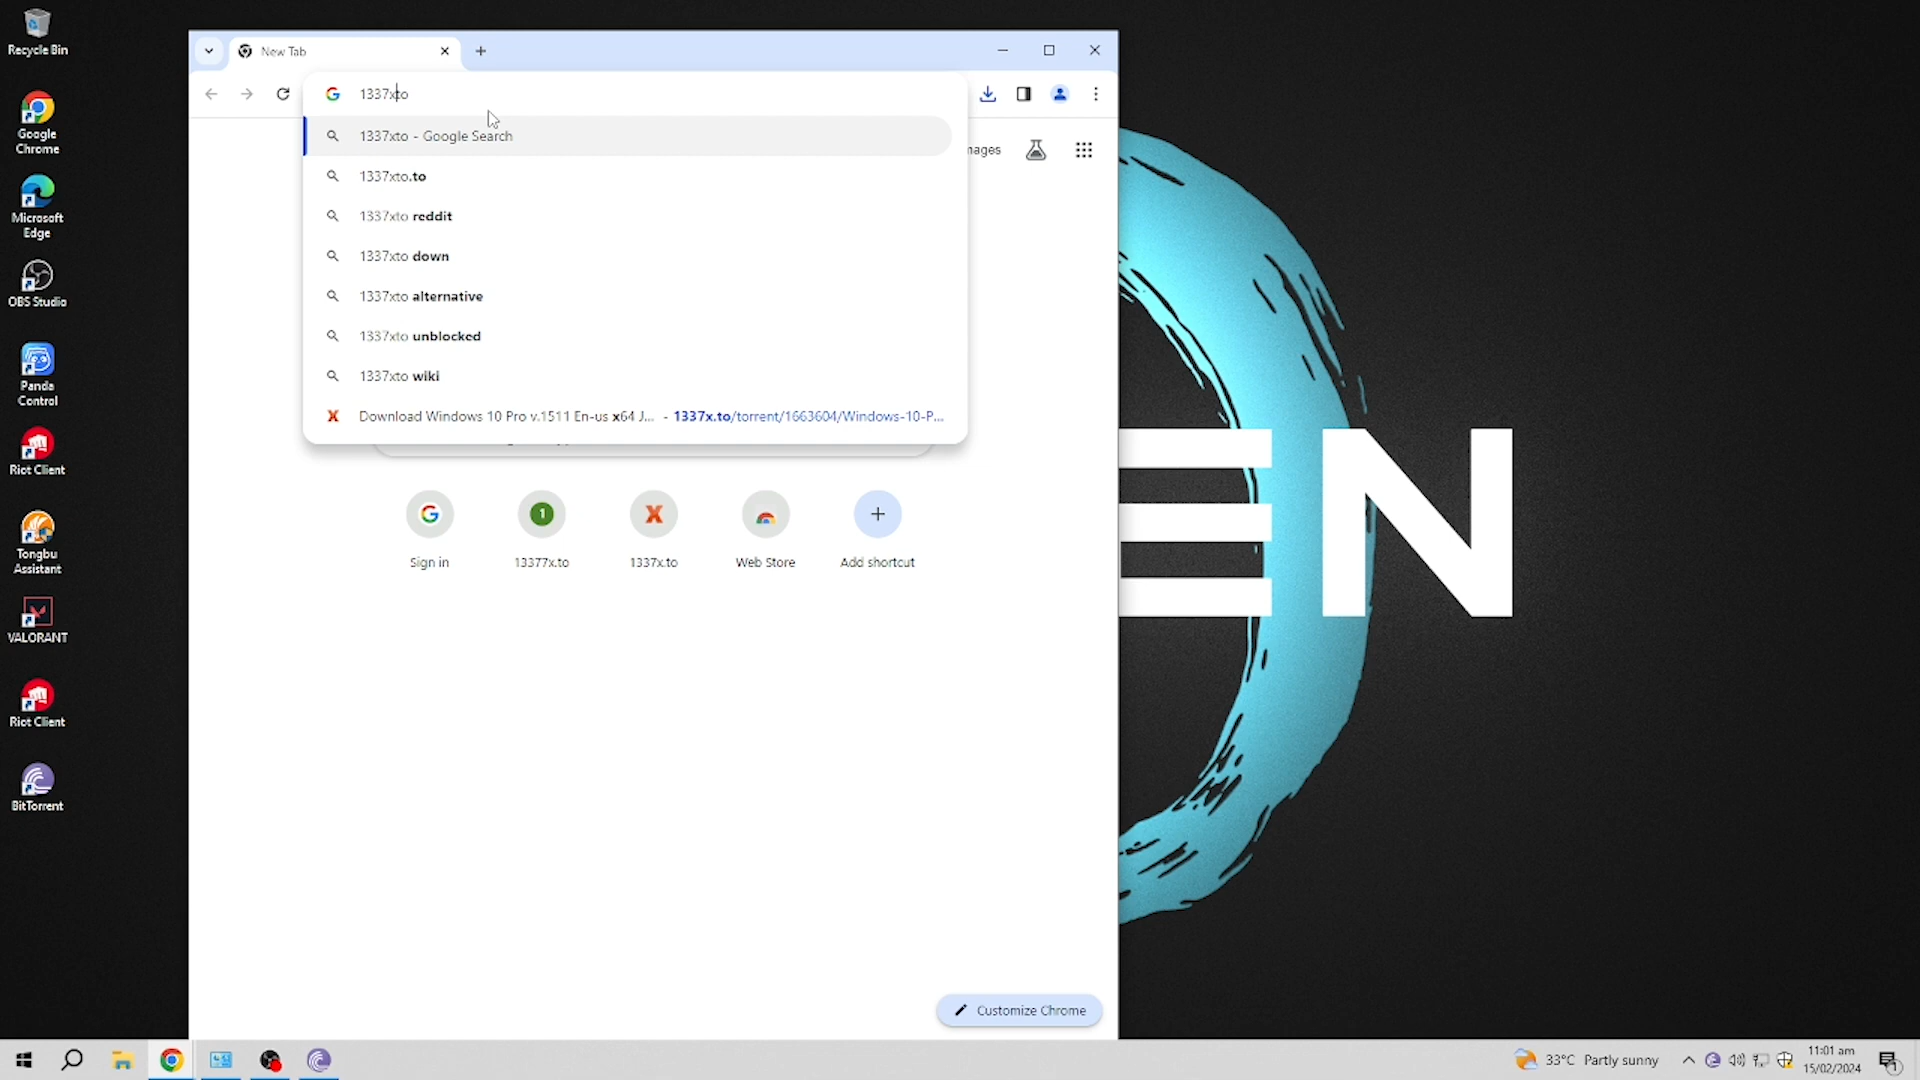 Recycle Bin
Google
Chrome
Microsoft
Edge
OBS Studio
Panda
Control
Riot Client
Tongbu
Assistant
VALORANT
Riot Client
BitTorrent
New Tab
1337xto
1337xto - Google Search
1337xto.to
1337xto reddit
1337xto down
1337xto alternative
1337xto unblocked
1337xto wiki
Download Windows 10 Pro v.1511 En-us x64 J... - 1337x.to/torrent/1663604/Windows-10-P...
Sign in
1
13377x.to
1337x.to
Web Store
Add shortcut
EN
Customize Chrome
33°C Partly sunny
11:01 am
15/02/2024
1